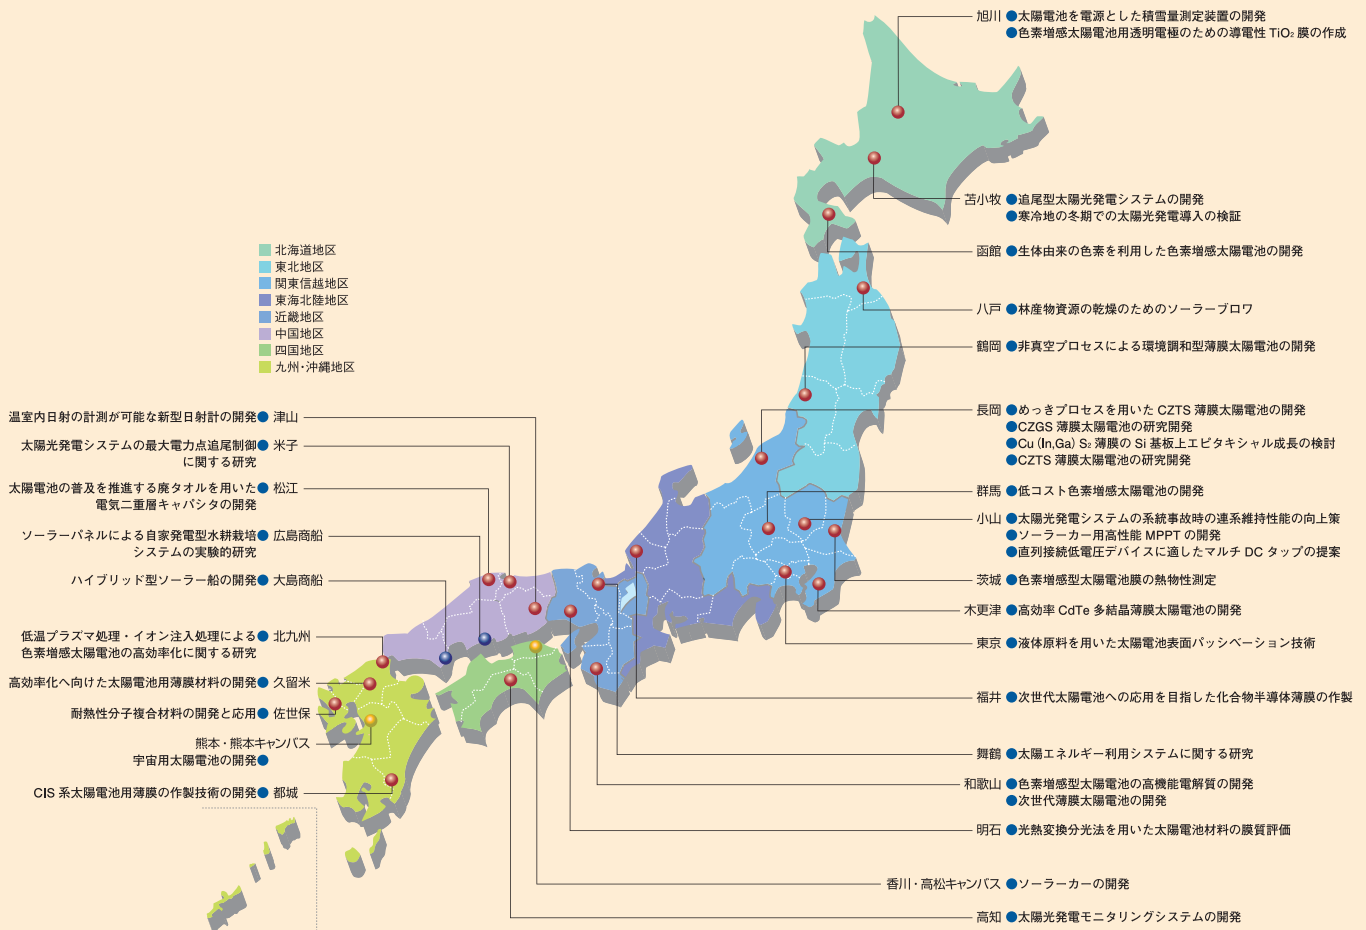 旭川 ●太陽電池を電源とした積雪量測定装置の開発
●色素増感太陽電池用透明電極のための導電性 TiO₂ 膜の作成
苫小牧 ●追尾型太陽光発電システムの開発
●寒冷地の冬期での太陽光発電導入の検証
函館 ●生体由来の色素を利用した色素増感太陽電池の開発
八戸 ●林産物資源の乾燥のためのソーラーブロワ
鶴岡 ●非真空プロセスによる環境調和型薄膜太陽電池の開発
長岡 ●めっきプロセスを用いた CZTS 薄膜太陽電池の開発
●CZGS 薄膜太陽電池の研究開発
●Cu (In,Ga) S₂ 薄膜の Si 基板上エピタキシャル成長の検討
●CZTS 薄膜太陽電池の研究開発
群馬 ●低コスト色素増感太陽電池の開発
小山 ●太陽光発電システムの系統事故時の連系維持性能の向上策
●ソーラーカー用高性能 MPPT の開発
●直列接続低電圧デバイスに適したマルチ DC タップの提案
茨城 ●色素増感型太陽電池膜の熱物性測定
木更津 ●高効率 CdTe 多結晶薄膜太陽電池の開発
東京 ●液体原料を用いた太陽電池表面パッシベーション技術
福井 ●次世代太陽電池への応用を目指した化合物半導体薄膜の作製
舞鶴 ●太陽エネルギー利用システムに関する研究
和歌山 ●色素増感型太陽電池の高機能電解質の開発
●次世代薄膜太陽電池の開発
明石 ●光熱変換分光法を用いた太陽電池材料の膜質評価
香川・高松キャンパス ●ソーラーカーの開発
高知 ●太陽光発電モニタリングシステムの開発
北海道地区
東北地区
関東信越地区
東海北陸地区
近畿地区
中国地区
四国地区
九州・沖縄地区
温室内日射の計測が可能な新型日射計の開発● 津山
太陽光発電システムの最大電力点追尾制御● 米子
に関する研究
太陽電池の普及を推進する廃タオルを用いた● 松江
電気二重層キャパシタの開発
ソーラーパネルによる自家発電型水耕栽培● 広島商船
システムの実験的研究
ハイブリッド型ソーラー船の開発● 大島商船
低温プラズマ処理・イオン注入処理による● 北九州
色素増感太陽電池の高効率化に関する研究
高効率化へ向けた太陽電池用薄膜材料の開発● 久留米
耐熱性分子複合材料の開発と応用● 佐世保
熊本・熊本キャンパス
宇宙用太陽電池の開発●
CIS 系太陽電池用薄膜の作製技術の開発● 都城